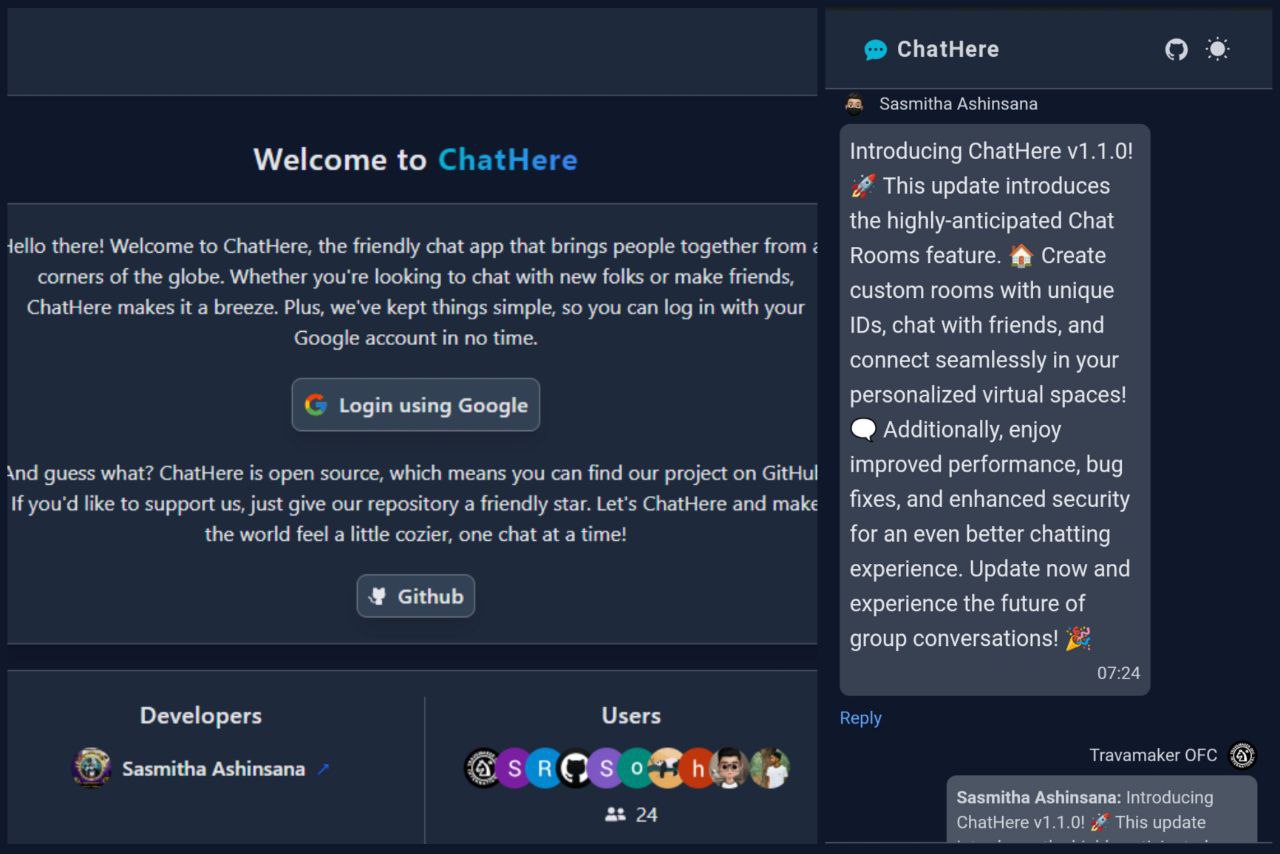 Welcome to ChatHere
Hello there! Welcome to ChatHere, the friendly chat app that brings people together from
corners of the globe. Whether you're looking to chat with new folks or make friends,
ChatHere makes it a breeze. Plus, we've kept things simple, so you can log in with your
Google account in no time.
Login using Google
And guess what? ChatHere is open source, which means you can find our project on GitHub
If you'd like to support us, just give our repository a friendly star. Let's ChatHere and make
the world feel a little cozier, one chat at a time!
Github
Developers
Sasmitha Ashinsana
Users
S R S o h
24
ChatHere
Sasmitha Ashinsana
Introducing ChatHere v1.1.0!
🚀 This update introduces
the highly-anticipated Chat
Rooms feature. 🏠 Create
custom rooms with unique
IDs, chat with friends, and
connect seamlessly in your
personalized virtual spaces!
🗨️ Additionally, enjoy
improved performance, bug
fixes, and enhanced security
for an even better chatting
experience. Update now and
experience the future of
group conversations! 🎉
07:24
Reply
Travamaker OFC
Sasmitha Ashinsana: Introducing
ChatHere v1.1.0! 🚀 This update